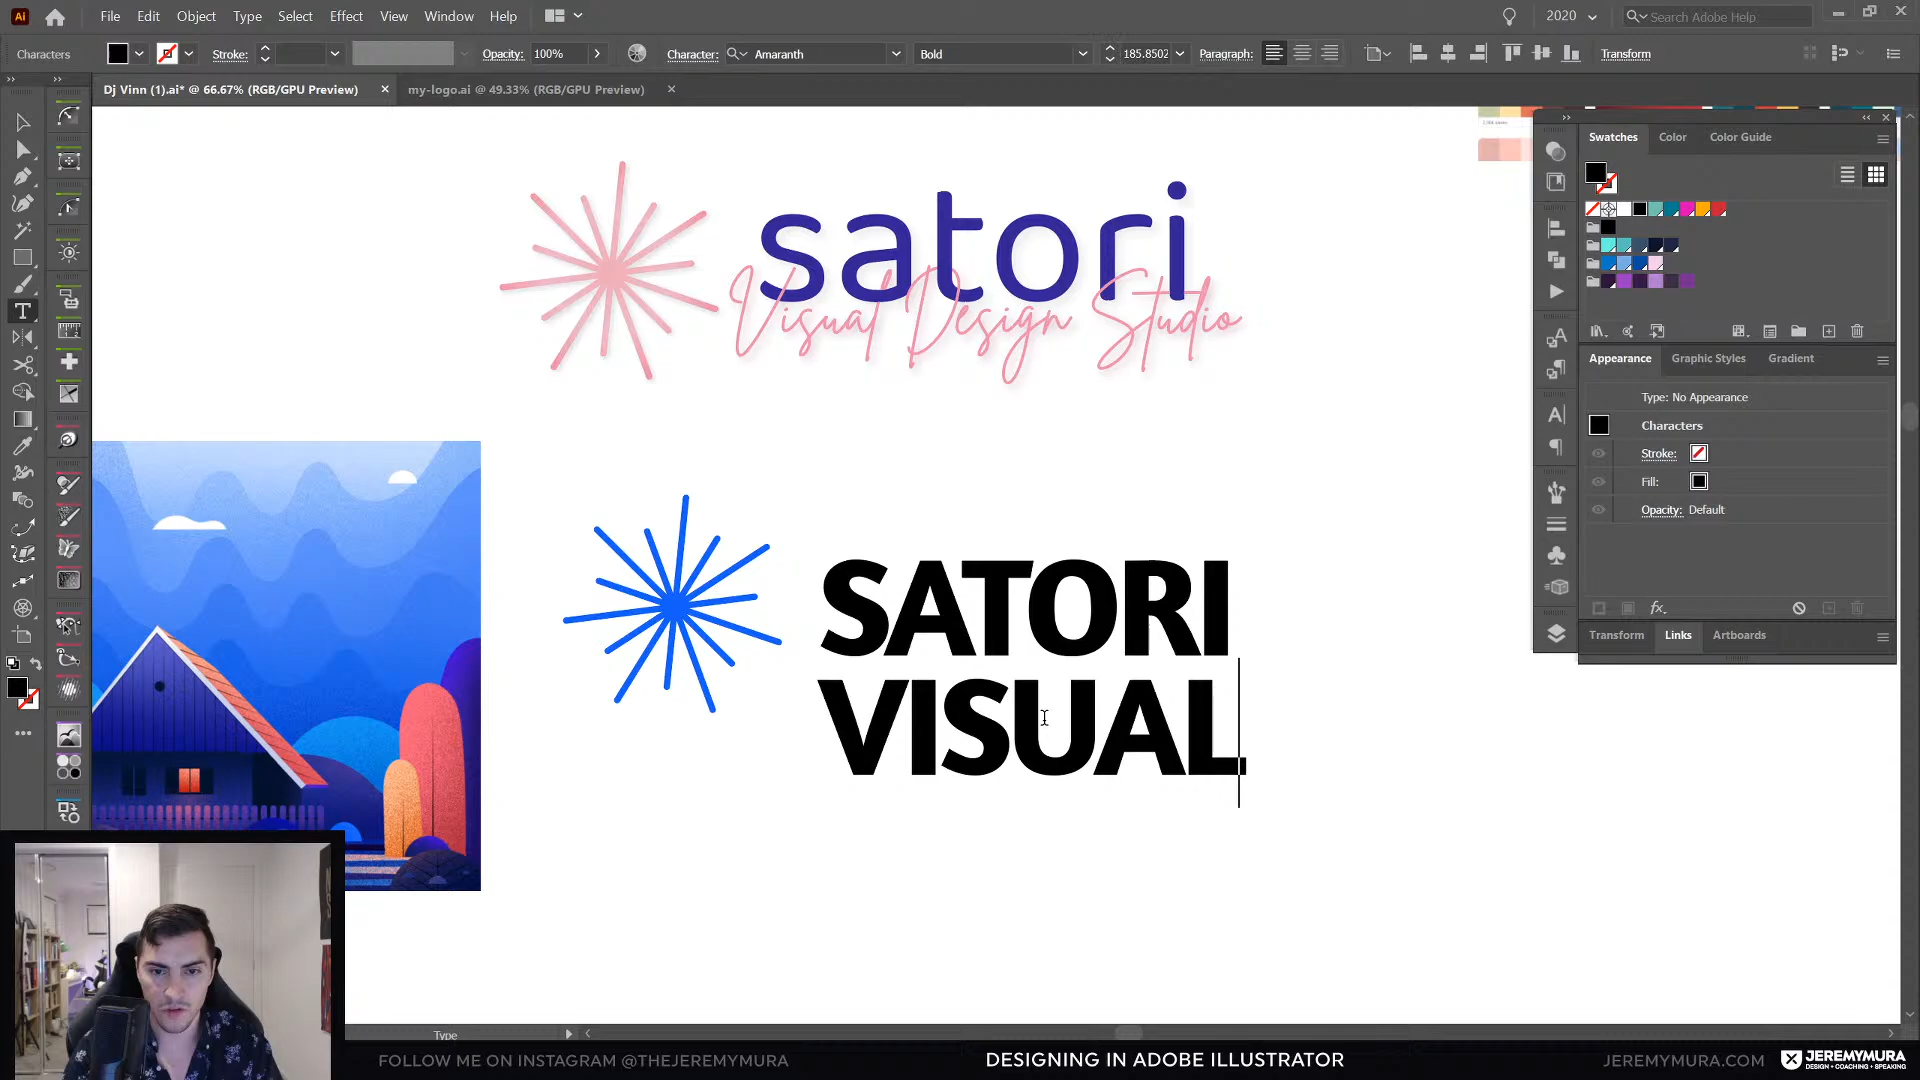 Ai File Edit Object Type Select Effect View Window Help 2020 Search Adobe Help
Characters Stroke: Opacity: 100% Character: Amaranth Bold 185.8502 Paragraph: Transform
Dj Vinn (1).ai* @ 66.67% (RGB/GPU Preview) my-logo.ai @ 49.33% (RGB/GPU Preview)
satori
Visual Design Studio
SATORI
VISUAL
Swatches Color Color Guide
Appearance Graphic Styles Gradient
Type: No Appearance
Characters
Stroke:
Fill:
Opacity: Default
fx
Transform Links Artboards
Type
FOLLOW ME ON INSTAGRAM @THEJEREMYMURA DESIGNING IN ADOBE ILLUSTRATOR JEREMYMURA.COM JEREMYMURA
DESIGN • COACHING • SPEAKING